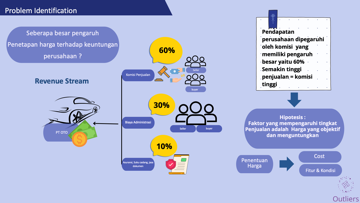 Problem Identification
Seberapa besar pengaruh
Penetapan harga terhadap keuntungan
perusahaan ?
Revenue Stream
60%
30%
10%
Pendapatan
perusahaan dipegaruhi
oleh komisi yang
memiliki pengaruh
besar yaitu 60%
Semakin tinggi
penjualan = komisi
tinggi
Hipotesis :
Faktor yang mempengaruhi tingkat
Penjualan adalah Harga yang objektif
dan menguntungkan
Penentuan
Harga
Cost
Fitur & Kondisi
Outliers